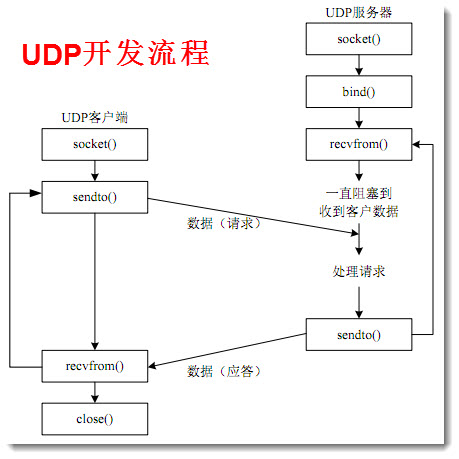 UDP开发流程
UDP服务器
socket()
bind()
recvfrom()
一直阻塞到
收到客户数据
处理请求
sendto()
UDP客户端
socket()
sendto()
数据（请求）
数据（应答）
recvfrom()
close()